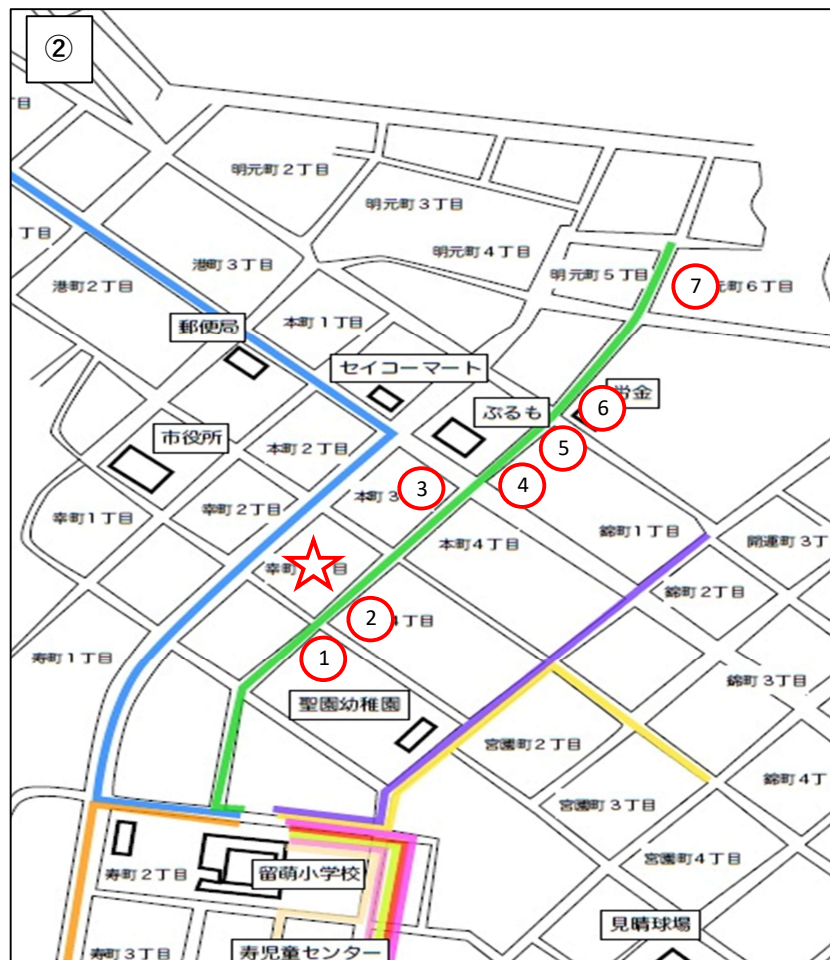 ②
目
明元町2丁目
明元町3丁目
丁目
港町3丁目
明元町4丁目
明元町5丁目
⑦
元町6丁目
港町2丁目
郵便局
本町1丁目
セイコーマート
労金
⑥
ぷるも
市役所
本町2丁目
⑤
本町3
③
④
幸町1丁目
幸町2丁目
錦町1丁目
開運町3丁
本町4丁目
幸町
目
錦町2丁目
②
4丁目
寿町1丁目
①
錦町3丁目
聖園幼稚園
宮園町2丁目
錦町4丁
宮園町3丁目
宮園町4丁目
寿町2丁目
留萌小学校
見晴球場
寿町3丁目
寿児童センター